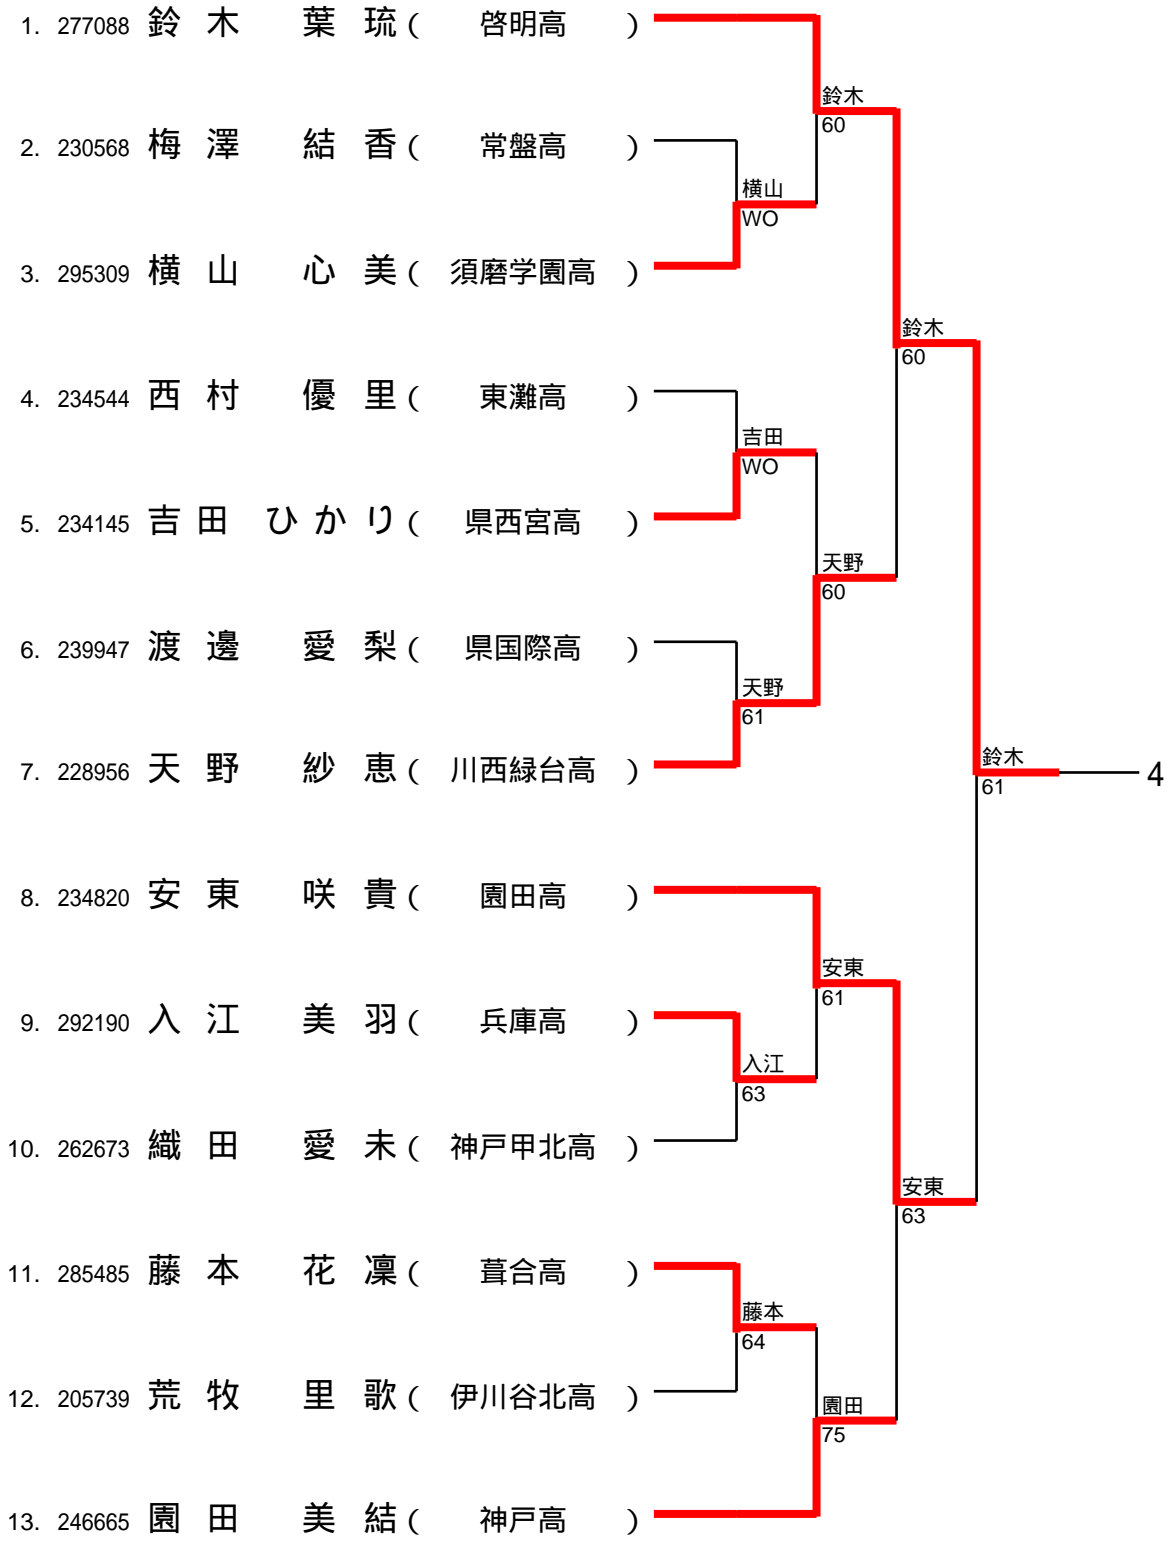 1. 277088 鈴 木 葉 琉 ( 啓明高 )
鈴木
60
2. 230568 梅 澤 結 香 ( 常盤高 )
横山
WO
3. 295309 横 山 心 美 ( 須磨学園高 )
鈴木
60
4. 234544 西 村 優 里 ( 東灘高 )
吉田
WO
5. 234145 吉 田 ひ か り ( 県西宮高 )
天野
60
6. 239947 渡 邊 愛 梨 ( 県国際高 )
天野
61
7. 228956 天 野 紗 恵 ( 川西緑台高 )
鈴木
61
4
8. 234820 安 東 咲 貴 ( 園田高 )
安東
61
9. 292190 入 江 美 羽 ( 兵庫高 )
入江
63
10. 262673 織 田 愛 未 ( 神戸甲北高 )
安東
63
11. 285485 藤 本 花 凜 ( 葺合高 )
藤本
64
12. 205739 荒 牧 里 歌 ( 伊川谷北高 )
園田
75
13. 246665 園 田 美 結 ( 神戸高 )